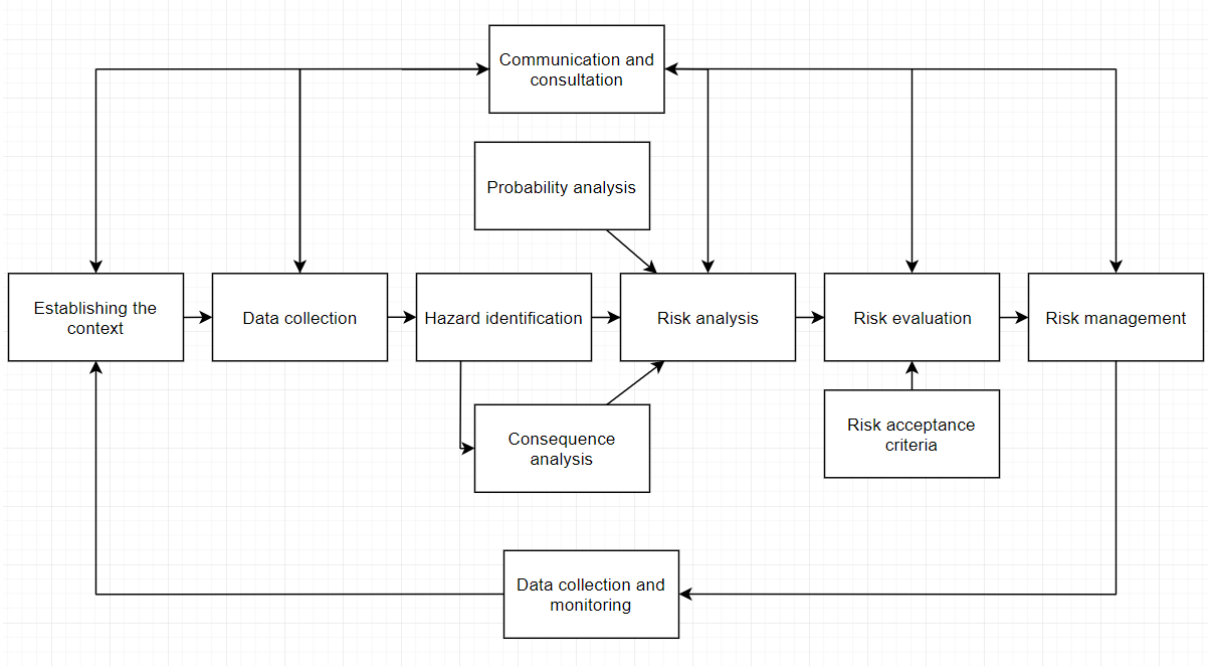 Communication and
consultation
Probability analysis
Establishing the
context
Data collection
Hazard identification
Risk analysis
Risk evaluation
Risk management
Consequence
analysis
Risk acceptance
criteria
Data collection and
monitoring